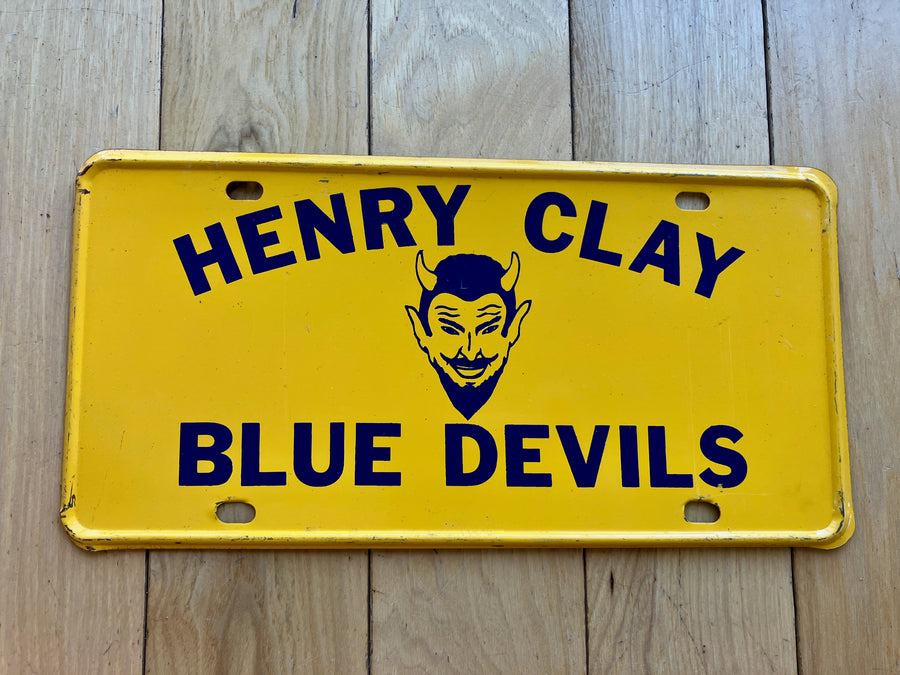 HENRY CLAY
BLUE DEVILS